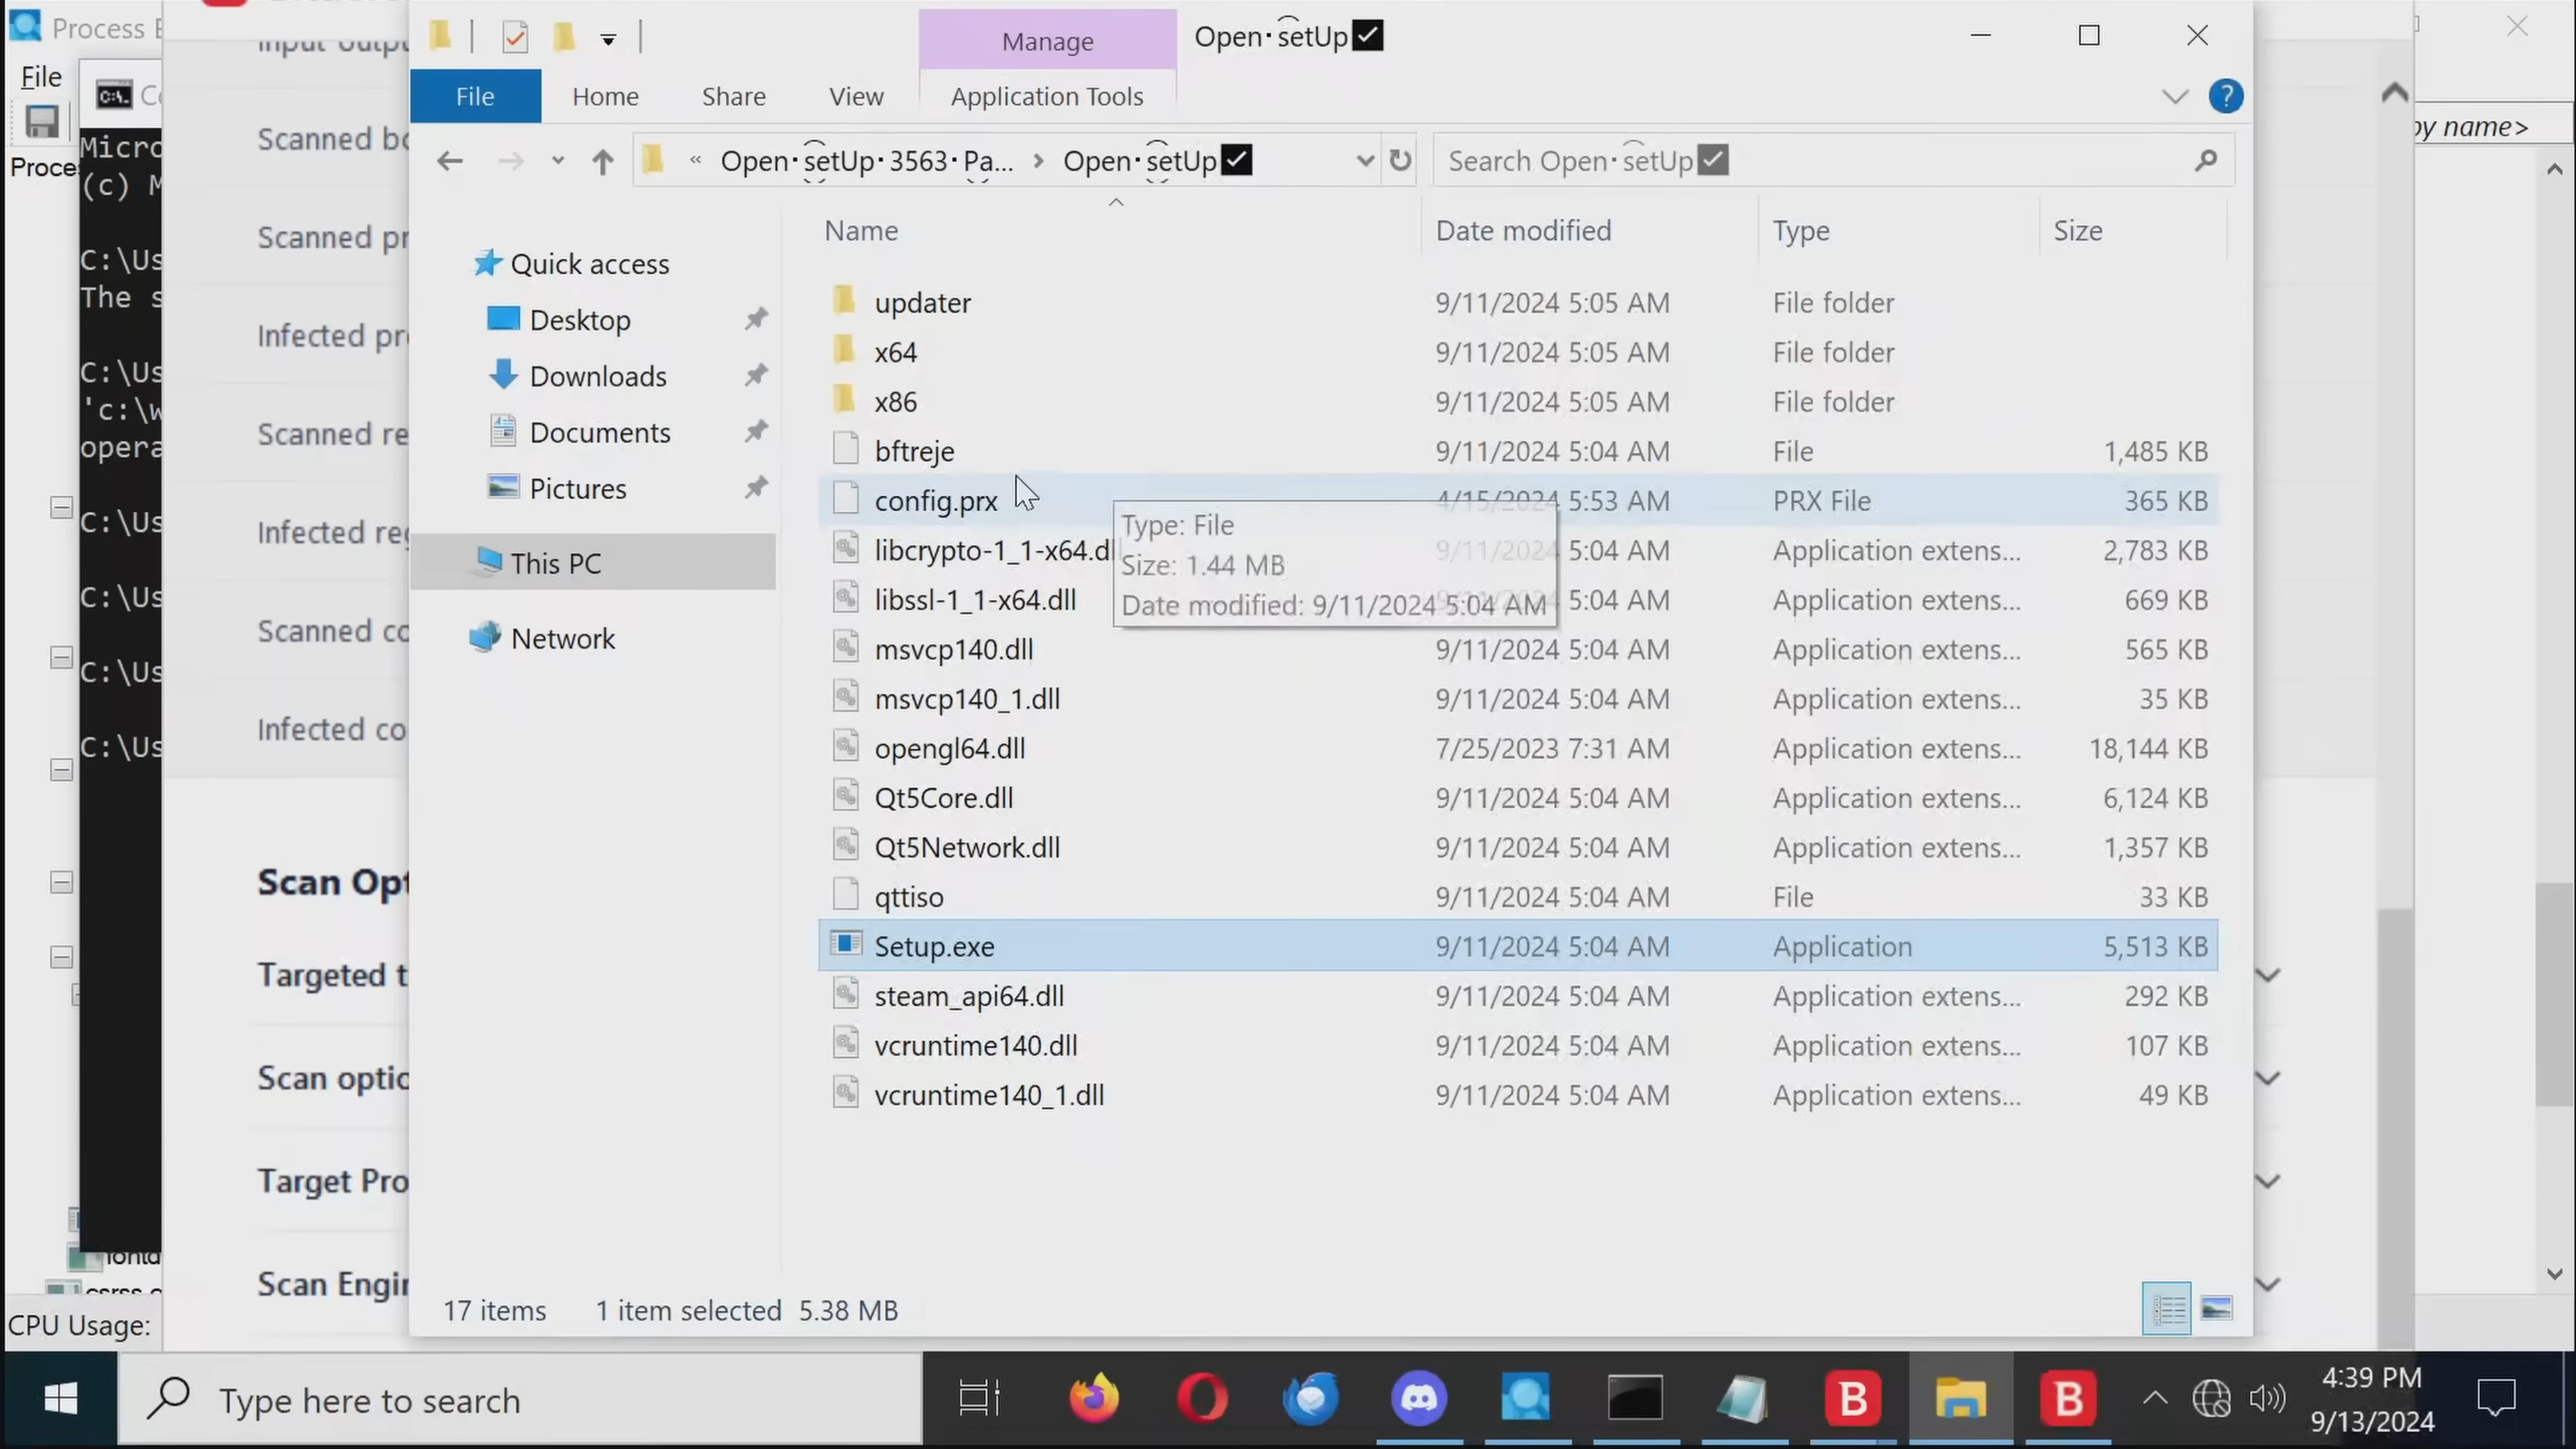 Process
File
Proce
Micro
(c) M
C:\Us
The s
C:\Us
'c:\w
opera
C:\Us
C:\Us
C:\Us
C:\Us
CPU Usage:
Scanned bo
Scanned pr
Infected pr
Scanned re
Infected reg
Scanned co
Infected co
Scan Opt
Targeted t
Scan optio
Target Pro
Scan Engin
Manage
Open·setUp✓
File Home Share View Application Tools
?
by name>
« Open·setUp·3563·Pa... › Open·setUp✓
Search Open·setUp✓
Quick access
Desktop
Downloads
Documents
Pictures
This PC
Network
Name Date modified Type Size
updater 9/11/2024 5:05 AM File folder
x64 9/11/2024 5:05 AM File folder
x86 9/11/2024 5:05 AM File folder
bftreje 9/11/2024 5:04 AM File 1,485 KB
config.prx 4/15/2024 5:53 AM PRX File 365 KB
libcrypto-1_1-x64.dl 9/11/2024 5:04 AM Application extens... 2,783 KB
libssl-1_1-x64.dll 5:04 AM Application extens... 669 KB
msvcp140.dll 9/11/2024 5:04 AM Application extens... 565 KB
msvcp140_1.dll 9/11/2024 5:04 AM Application extens... 35 KB
opengl64.dll 7/25/2023 7:31 AM Application extens... 18,144 KB
Qt5Core.dll 9/11/2024 5:04 AM Application extens... 6,124 KB
Qt5Network.dll 9/11/2024 5:04 AM Application extens... 1,357 KB
qttiso 9/11/2024 5:04 AM File 33 KB
Setup.exe 9/11/2024 5:04 AM Application 5,513 KB
steam_api64.dll 9/11/2024 5:04 AM Application extens... 292 KB
vcruntime140.dll 9/11/2024 5:04 AM Application extens... 107 KB
vcruntime140_1.dll 9/11/2024 5:04 AM Application extens... 49 KB
Type: File
Size: 1.44 MB
Date modified: 9/11/2024 5:04 AM
17 items 1 item selected 5.38 MB
Type here to search
B
B
4:39 PM
9/13/2024